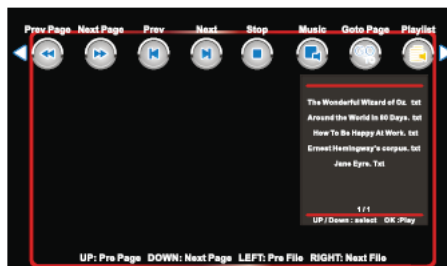 Prev Page Next Page Prev Next Stop Music Goto Page Playlist
The Wonderful Wizard of Oz. txt
Around the World in 80 Days. txt
How To Be Happy At Work. txt
Ernest Hemingway's corpus. txt
Jane Eyre. Txt
1 / 1
UP / Down : select OK :Play
UP: Pre Page DOWN: Next Page LEFT: Pre File RIGHT: Next File